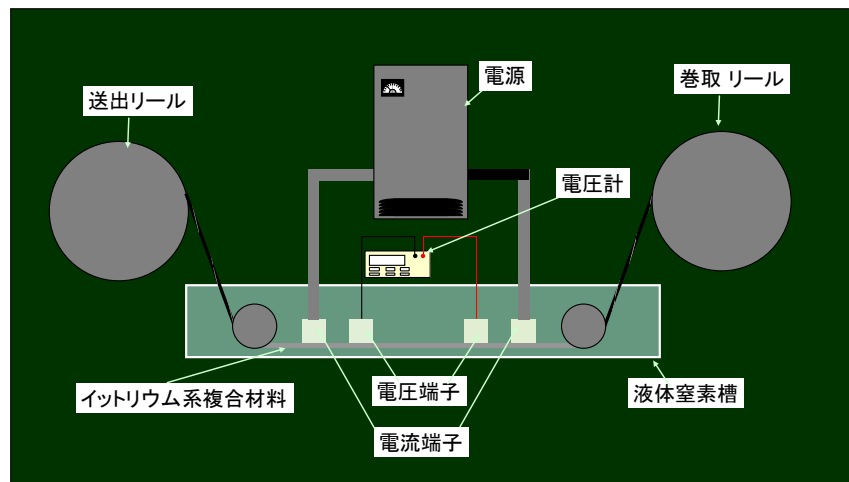 電源
巻取 リール
送出リール
電圧計
イットリウム系複合材料
電圧端子
液体窒素槽
電流端子